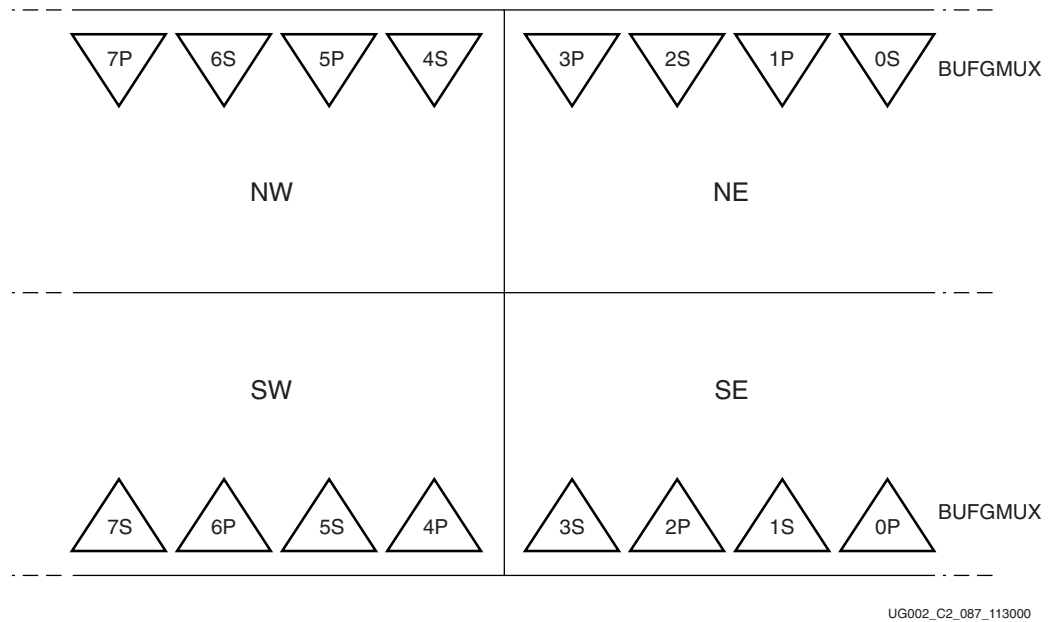 7P 6S 5P 4S 3P 2S 1P 0S BUFGMUX
NW NE
SW SE
7S 6P 5S 4P 3S 2P 1S 0P BUFGMUX
UG002_C2_087_113000